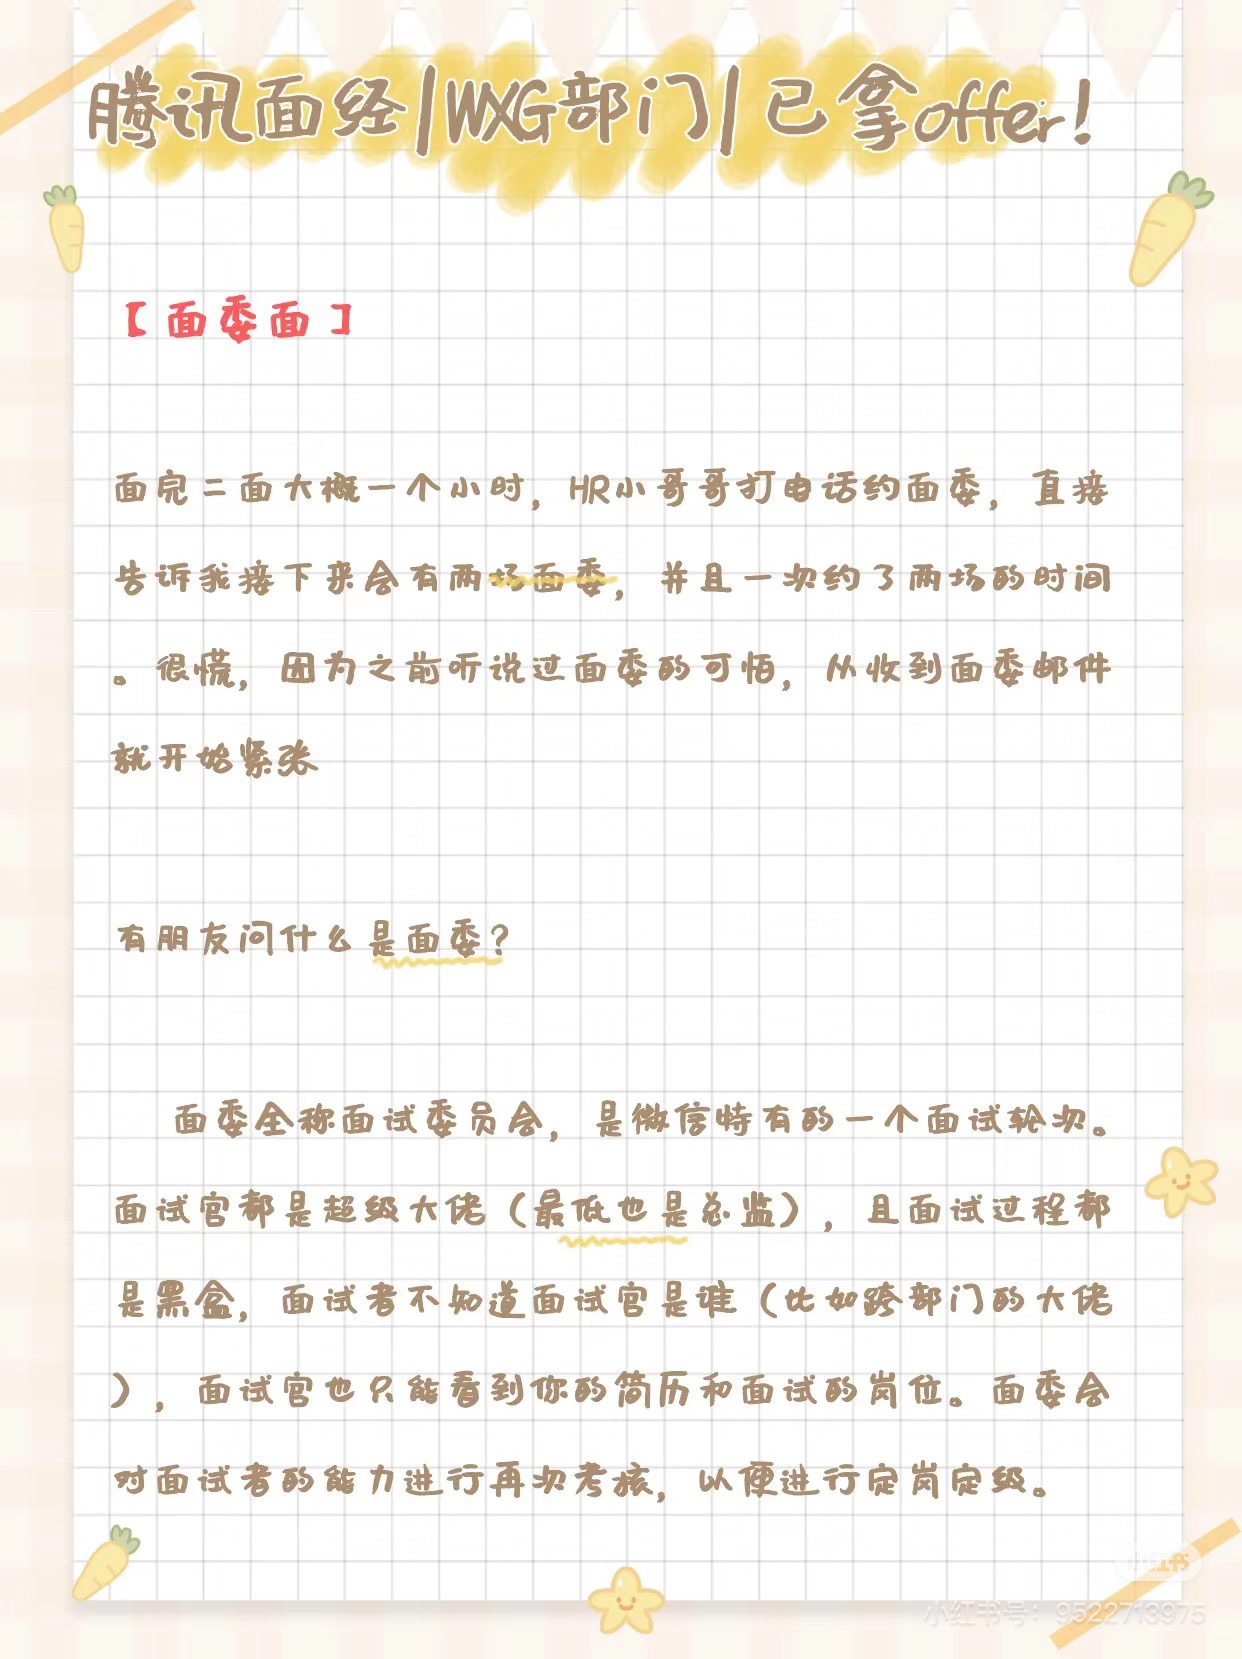 腾讯面经|WXG部门|已拿offer!
【面委面】
面完二面大概一个小时，HR小哥哥打电话约面委，直接
告诉我接下来会有两场面委，并且一次约了两场的时间
。很慌，因为之前听说过面委的可怕，从收到面委邮件
就开始紧张
有朋友问什么是面委?
面委全称面试委员会，是微信特有的一个面试轮次。
面试官都是超级大佬（最低也是总监），且面试过程都
是黑盒，面试者不知道面试官是谁（比如跨部门的大佬
），面试官也只能看到你的简历和面试的岗位。面委会
对面试者的能力进行再次考核，以便进行定岗定级。
小红书
小红书号：9522713975